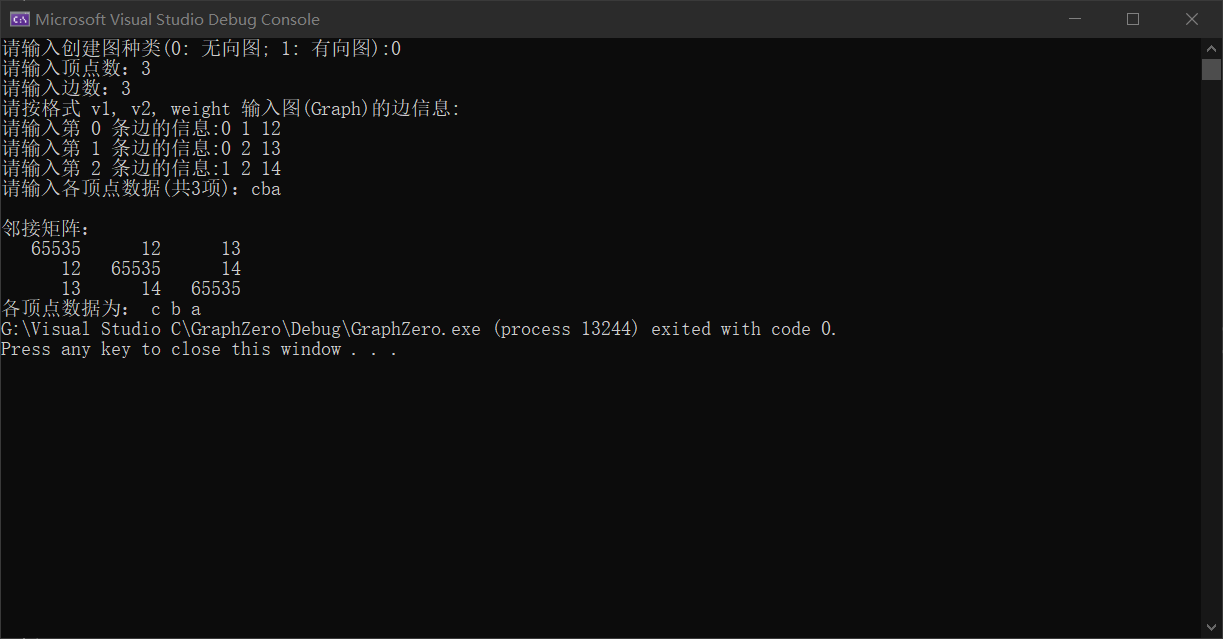 Microsoft Visual Studio Debug Console
请输入创建图种类(0: 无向图; 1: 有向图):0
请输入顶点数: 3
请输入边数: 3
请按格式 v1, v2, weight 输入图(Graph)的边信息:
请输入第 0 条边的信息:0 1 12
请输入第 1 条边的信息:0 2 13
请输入第 2 条边的信息:1 2 14
请输入各顶点数据(共3项): cba
邻接矩阵:
65535 12 13
12 65535 14
13 14 65535
各顶点数据为: c b a
G:\Visual Studio C\GraphZero\Debug\GraphZero.exe (process 13244) exited with code 0.
Press any key to close this window . . .